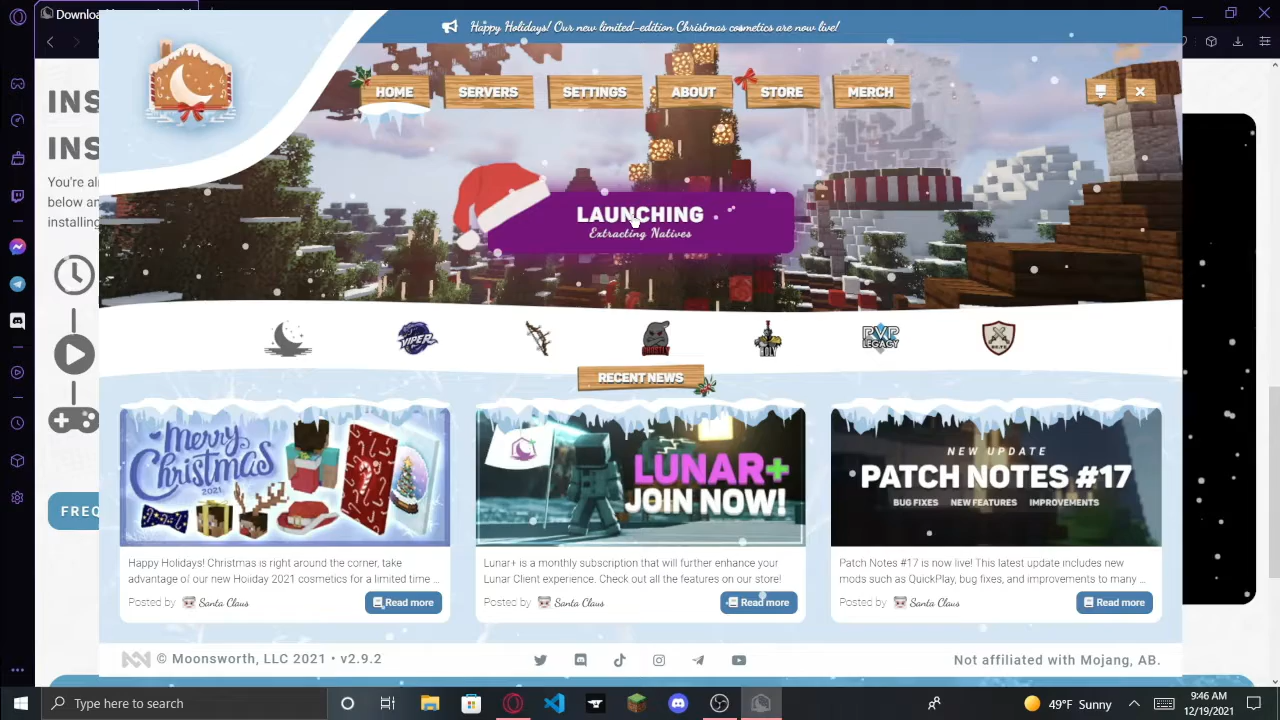 Downloa
Happy Holidays! Our new limited-edition Christmas cosmetics are now live!
HOME
SERVERS
SETTINGS
ABOUT
STORE
MERCH
INS
INS
You're al
below an
installing
LAUNCHING
Extracting Natives
VIPER
GRIZZLY
HOLY
PVP
LEGACY
RECENT NEWS
Merry
Christmas
2021
LUNAR+
JOIN NOW!
NEW UPDATE
PATCH NOTES #17
BUG FIXES NEW FEATURES IMPROVEMENTS
FREQ
Happy Holidays! Christmas is right around the corner, take
advantage of our new Holiday 2021 cosmetics for a limited time ...
Posted by Santa Claus
Read more
Lunar+ is a monthly subscription that will further enhance your
Lunar Client experience. Check out all the features on our store!
Posted by Santa Claus
Read more
Patch Notes #17 is now live! This latest update includes new
mods such as QuickPlay, bug fixes, and improvements to many ...
Posted by Santa Claus
Read more
© Moonsworth, LLC 2021 • v2.9.2
Not affiliated with Mojang, AB.
Type here to search
49°F Sunny
9:46 AM
12/19/2021